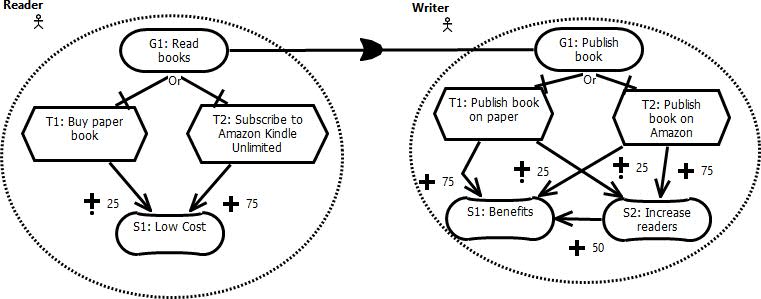 Reader
Writer
G1: Read
books
Or
T1: Buy paper
book
T2: Subscribe to
Amazon Kindle
Unlimited
25
75
S1: Low Cost
G1: Publish
book
Or
T1: Publish book
on paper
T2: Publish
book on
Amazon
75
25
25
75
S1: Benefits
S2: Increase
readers
50